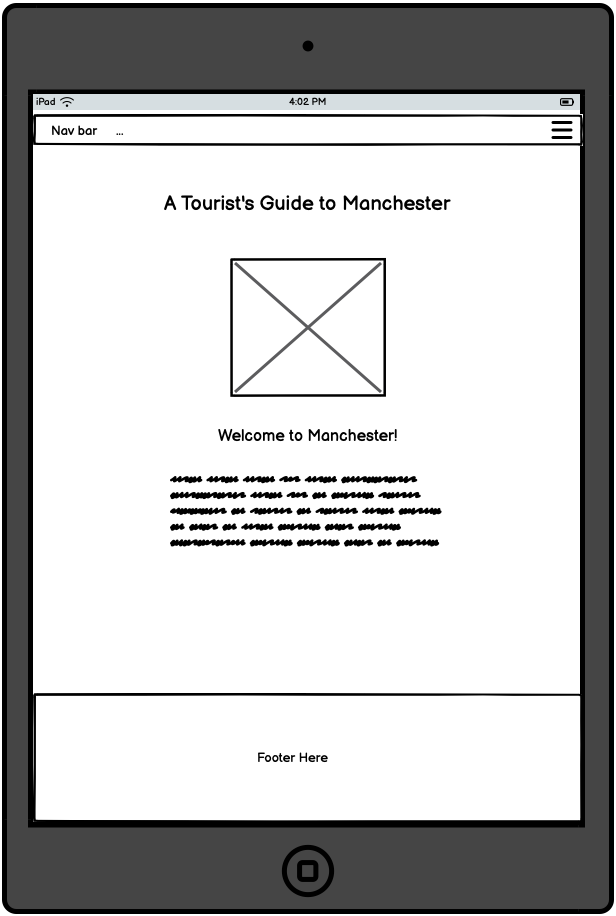 iPad 4:02 PM
Nav bar ...
A Tourist's Guide to Manchester
Welcome to Manchester!
Footer Here